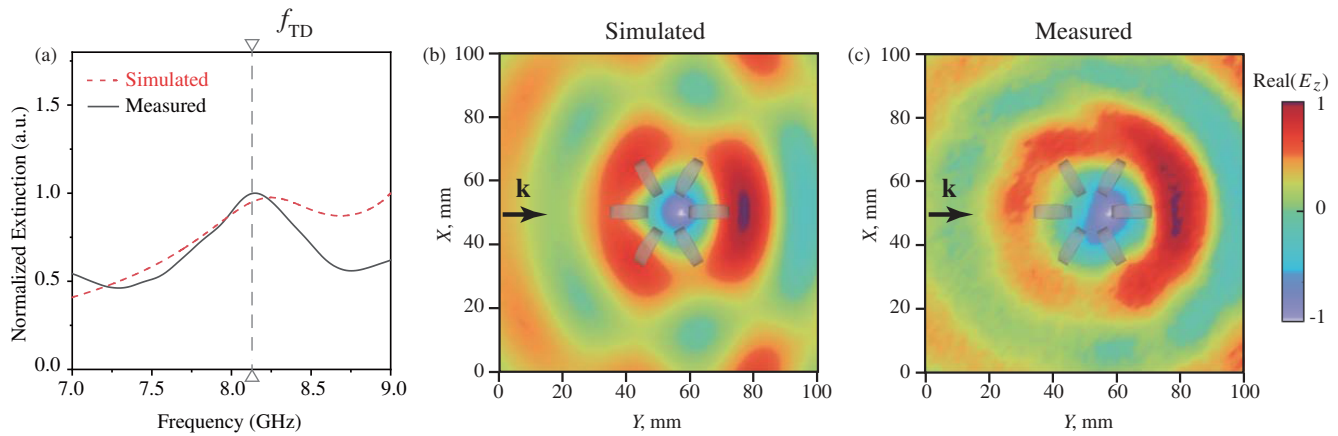 f_TD
(a)
Simulated
Measured
Normalized Extinction (a.u.)
1.5
1.0
0.5
0.0
7.0 7.5 8.0 8.5 9.0
Frequency (GHz)
Simulated
(b)
k
X, mm
100
80
60
40
20
0
0 20 40 60 80 100
Y, mm
Measured
(c)
k
X, mm
100
80
60
40
20
0
0 20 40 60 80 100
Y, mm
Real(E_z)
1
0
-1